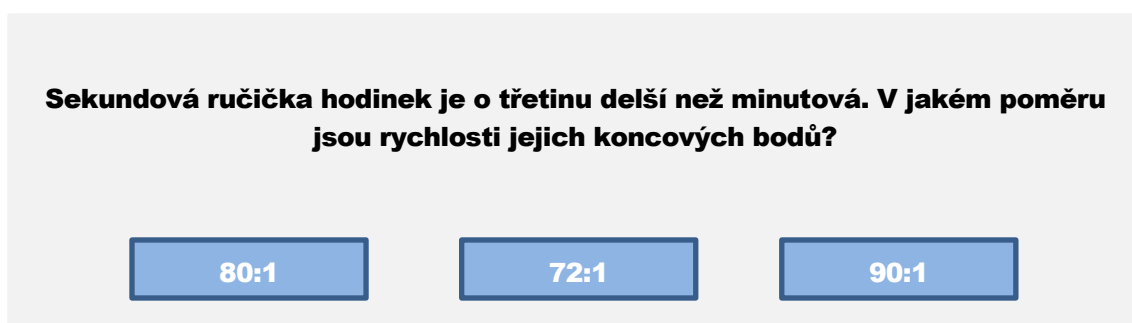 Sekundová ručička hodinek je o třetinu delší než minutová. V jakém poměru
jsou rychlosti jejich koncových bodů?
80:1
72:1
90:1